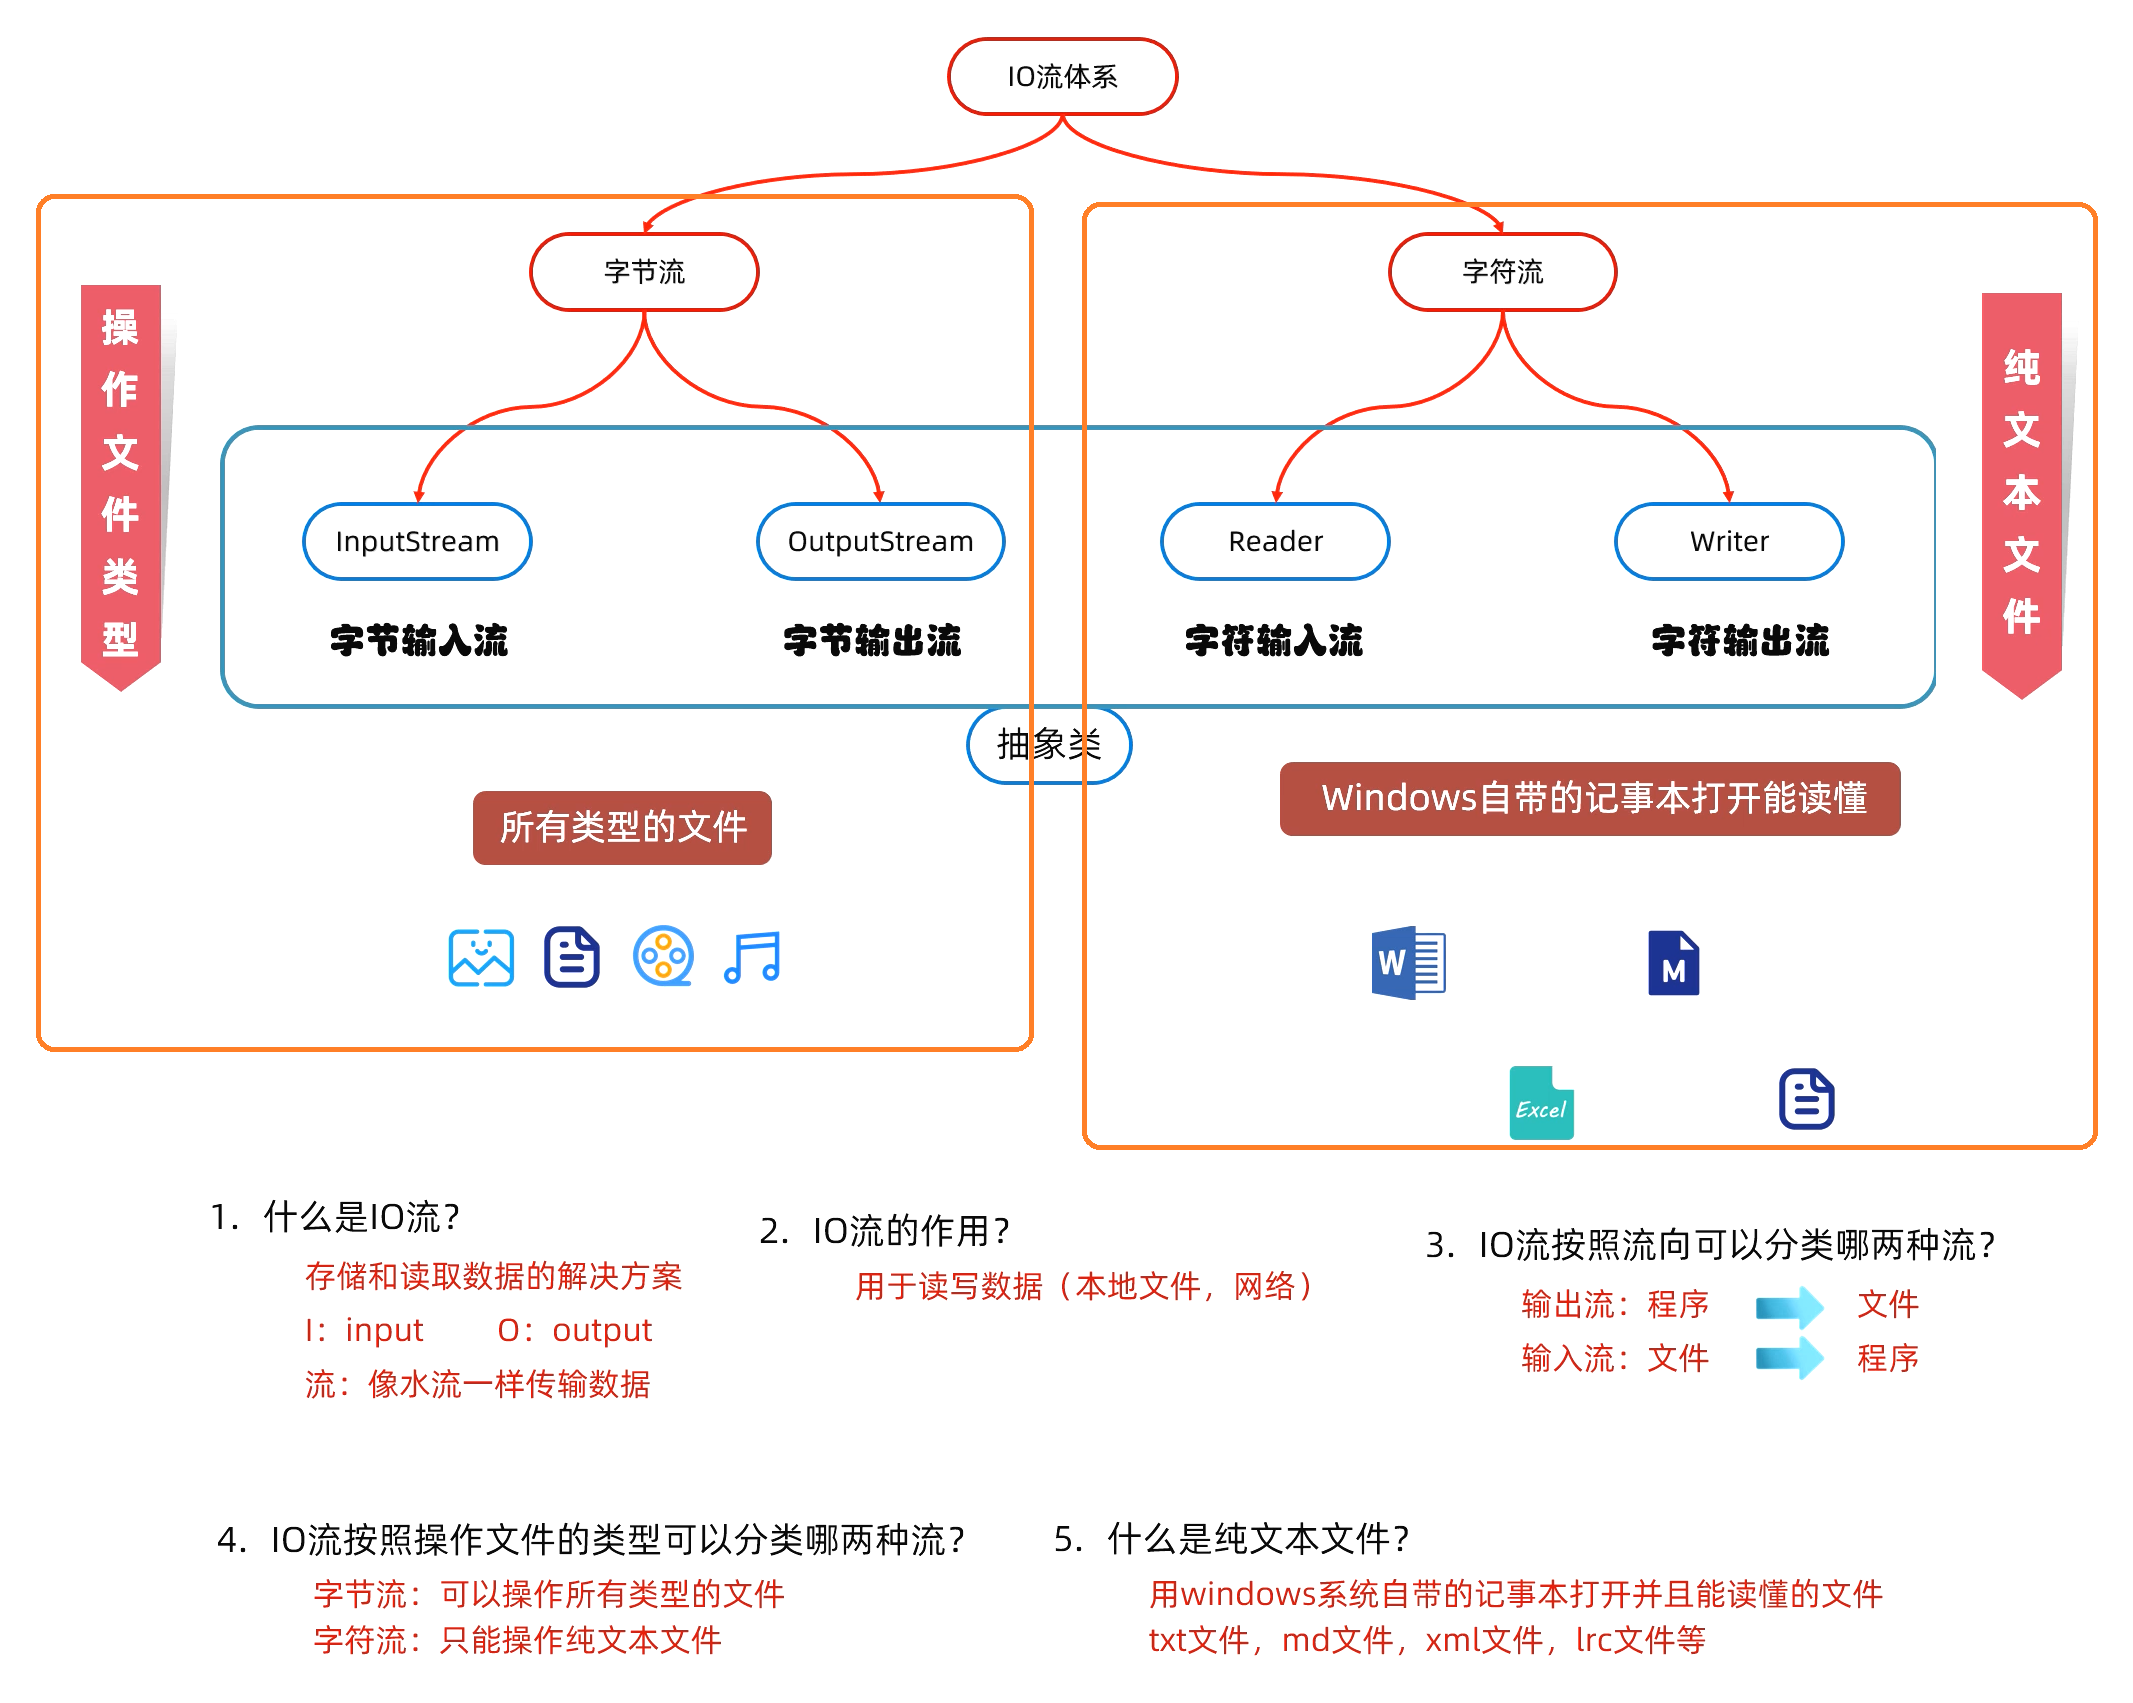 IO流体系
字节流
字符流
操作文件类型
纯文本文件
InputStream
OutputStream
Reader
Writer
字节输入流
字节输出流
字符输入流
字符输出流
抽象类
所有类型的文件
Windows自带的记事本打开能读懂
W
M
Excel
1. 什么是IO流？
存储和读取数据的解决方案
I：input O：output
流：像水流一样传输数据
2. IO流的作用？
用于读写数据（本地文件，网络）
3. IO流按照流向可以分类哪两种流？
输出流：程序 文件
输入流：文件 程序
4. IO流按照操作文件的类型可以分类哪两种流？
字节流：可以操作所有类型的文件
字符流：只能操作纯文本文件
5. 什么是纯文本文件？
用windows系统自带的记事本打开并且能读懂的文件
txt文件，md文件，xml文件，lrc文件等